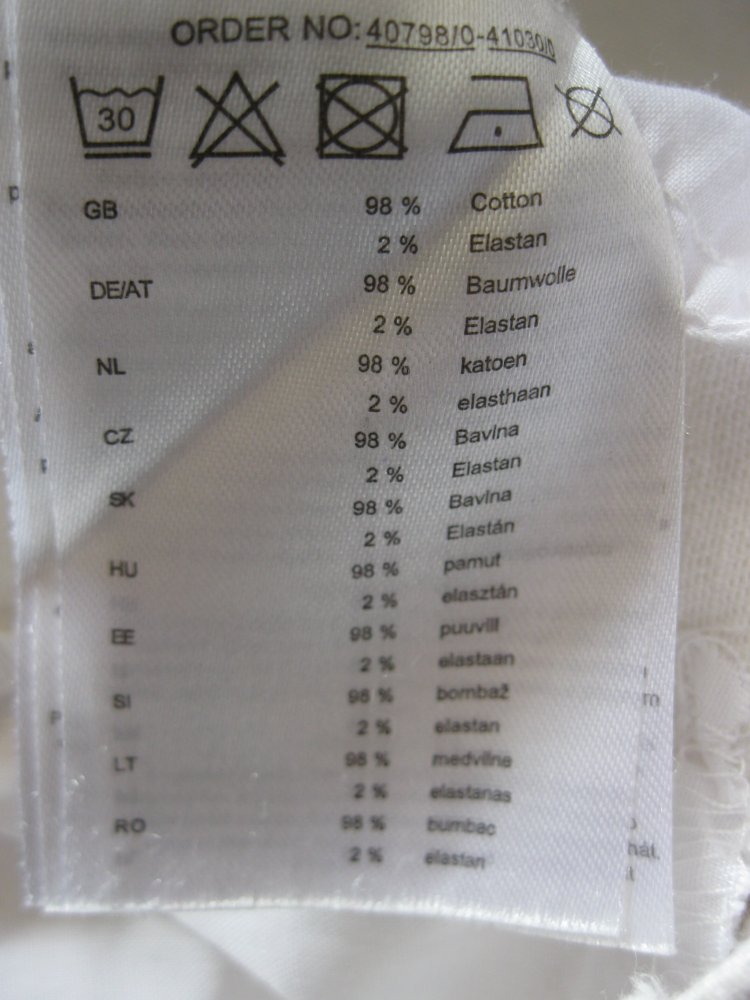 ORDER NO: 40798/0-41030/0
30
GB 98 % Cotton
2 % Elastan
DE/AT 98 % Baumwolle
2 % Elastan
NL 98 % katoen
2 % elasthaan
CZ 98 % Bavlna
2 % Elastan
SK 98 % Bavlna
2 % Elastán
HU 98 % pamut
2 % elasztán
EE 98 % puuvill
2 % elastaan
SI 98 % bombaž
2 % elastan
LT 98 % medvilnė
2 % elastanas
RO 98 % bumbac
2 % elastan
hát.